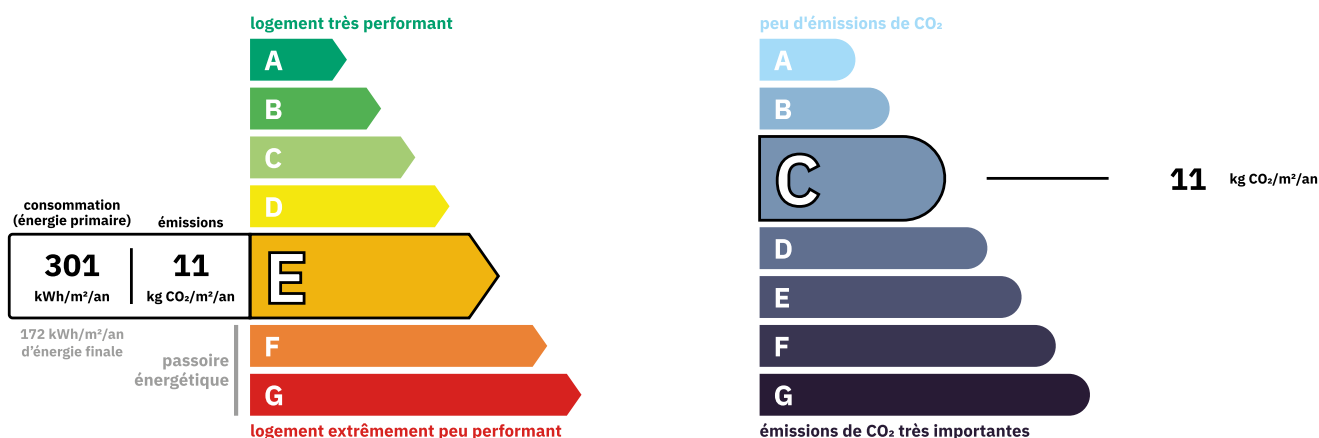 logement très performant
A
B
C
D
consommation
(énergie primaire)
émissions
301
kWh/m²/an
11
kg CO₂/m²/an
E
172 kWh/m²/an
d'énergie finale
passoire
énergétique
F
G
logement extrêmement peu performant
peu d'émissions de CO₂
A
B
C
11 kg CO₂/m²/an
D
E
F
G
émissions de CO₂ très importantes